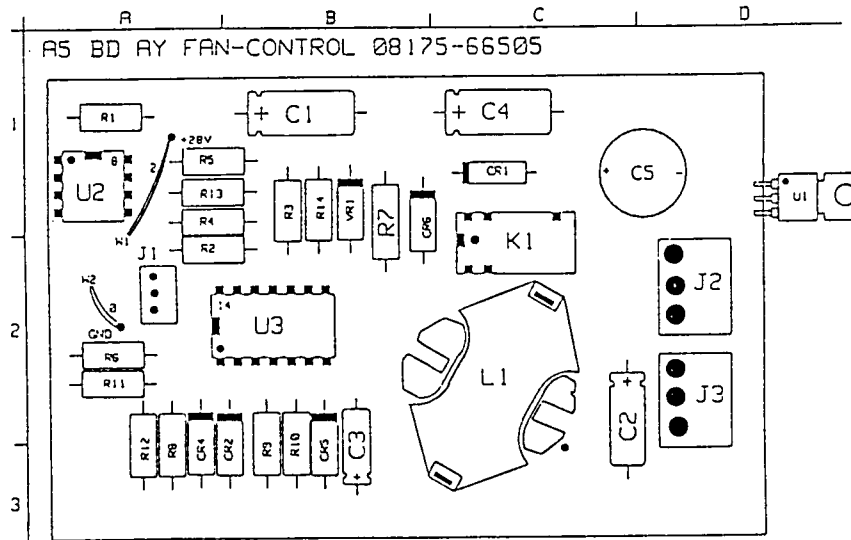 A B C D
A5 BD AY FAN-CONTROL 08175-66505
1
R1
C1
C4
+28V
8
2
R5
CR1
C5
U2
R13
R3
R14
VR1
R7
CR6
U1
R4
K1
W1
J1
R2
W2
J2
14
0
U3
2
GND
R6
L1
R11
J3
C2
R12
R8
CR4
CR2
R9
R10
CR5
C3
3